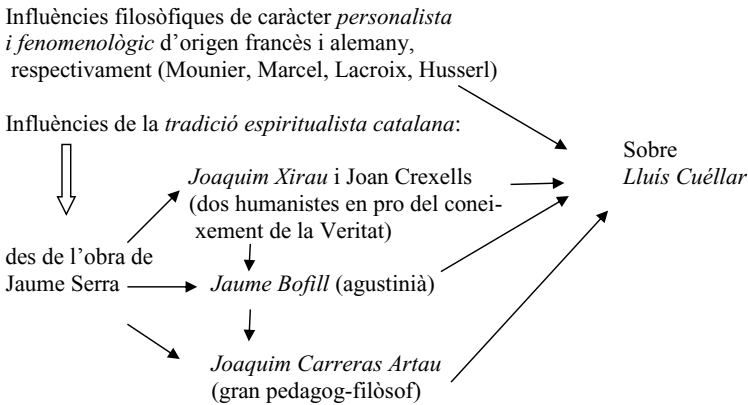 Influències filosòfiques de caràcter personalista
i fenomenològic d’origen francès i alemany,
respectivament (Mounier, Marcel, Lacroix, Husserl)
Influències de la tradició espiritualista catalana:
Sobre
Lluís Cuéllar
Joaquim Xirau i Joan Crexells
(dos humanistes en pro del conei-
xement de la Veritat)
des de l’obra de
Jaume Serra
Jaume Bofill (agustinià)
Joaquim Carreras Artau
(gran pedagog-filòsof)